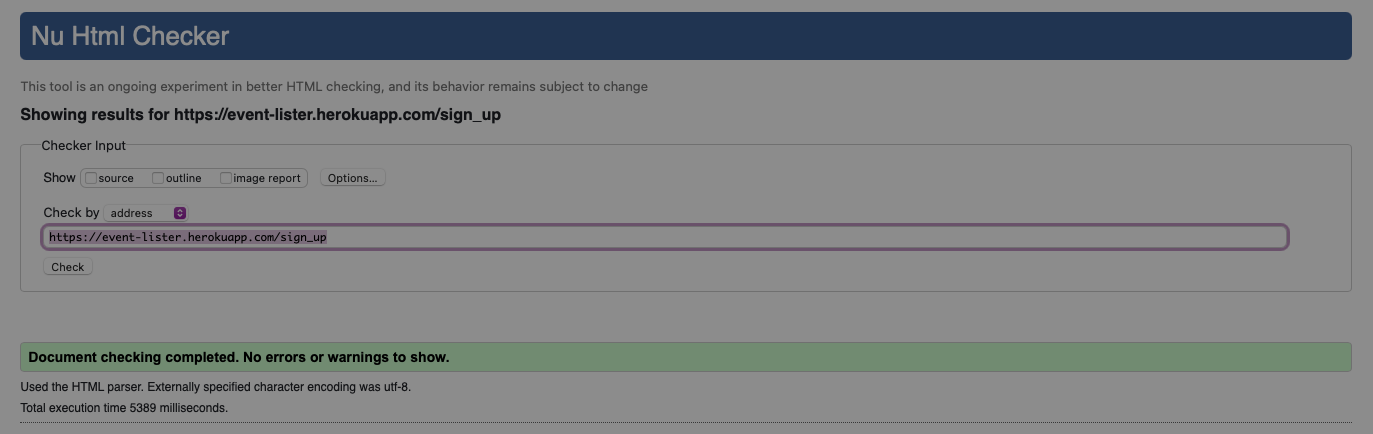 Nu Html Checker
This tool is an ongoing experiment in better HTML checking, and its behavior remains subject to change
Showing results for https://event-lister.herokuapp.com/sign_up
Checker Input
Show source outline image report Options...
Check by address
https://event-lister.herokuapp.com/sign_up
Check
Document checking completed. No errors or warnings to show.
Used the HTML parser. Externally specified character encoding was utf-8.
Total execution time 5389 milliseconds.